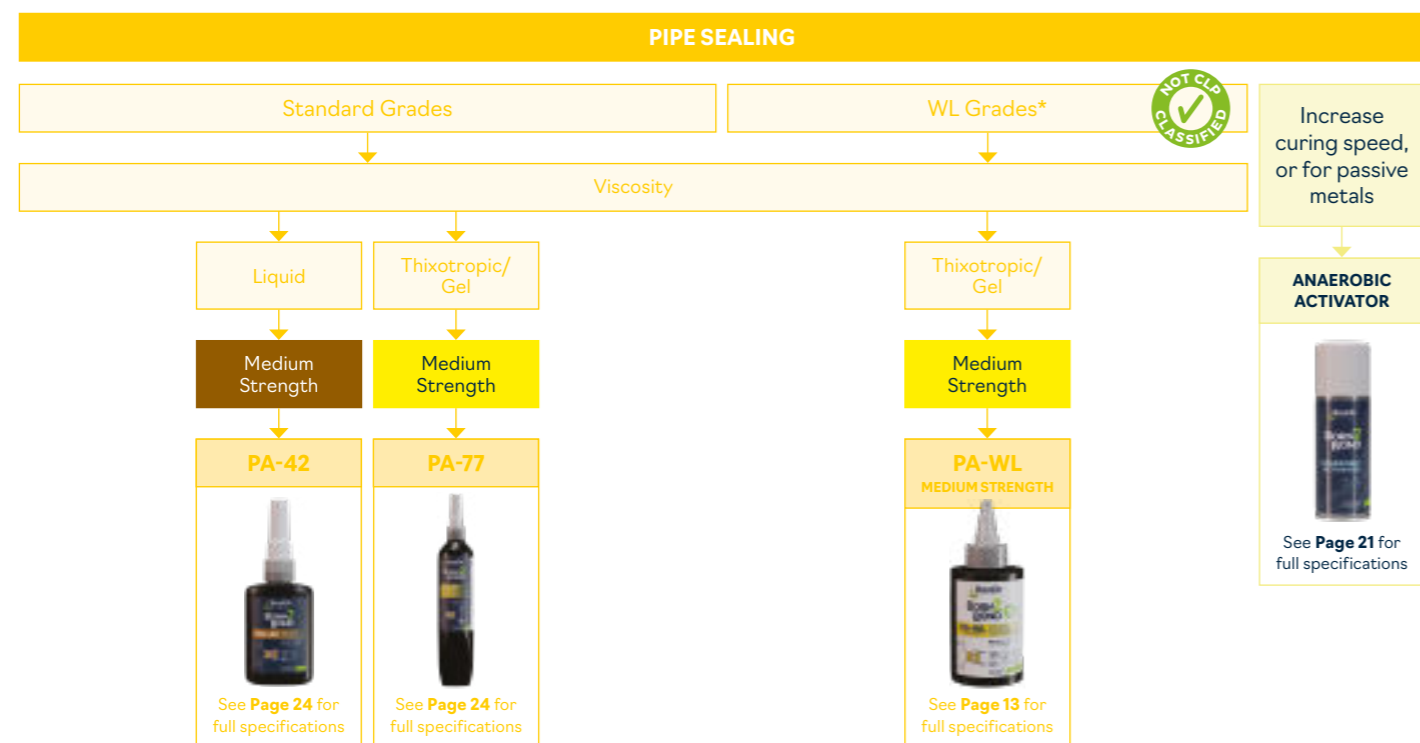 PIPE SEALING
Standard Grades
WL Grades*
NOT CLP
CLASSIFIED
Increase
curing speed,
or for passive
metals
Viscosity
Liquid
Thixotropic/
Gel
Thixotropic/
Gel
ANAEROBIC
ACTIVATOR
Medium
Strength
Medium
Strength
Medium
Strength
PA-42
PA-77
PA-WL
MEDIUM STRENGTH
See Page 21 for
full specifications
See Page 24 for
full specifications
See Page 24 for
full specifications
See Page 13 for
full specifications